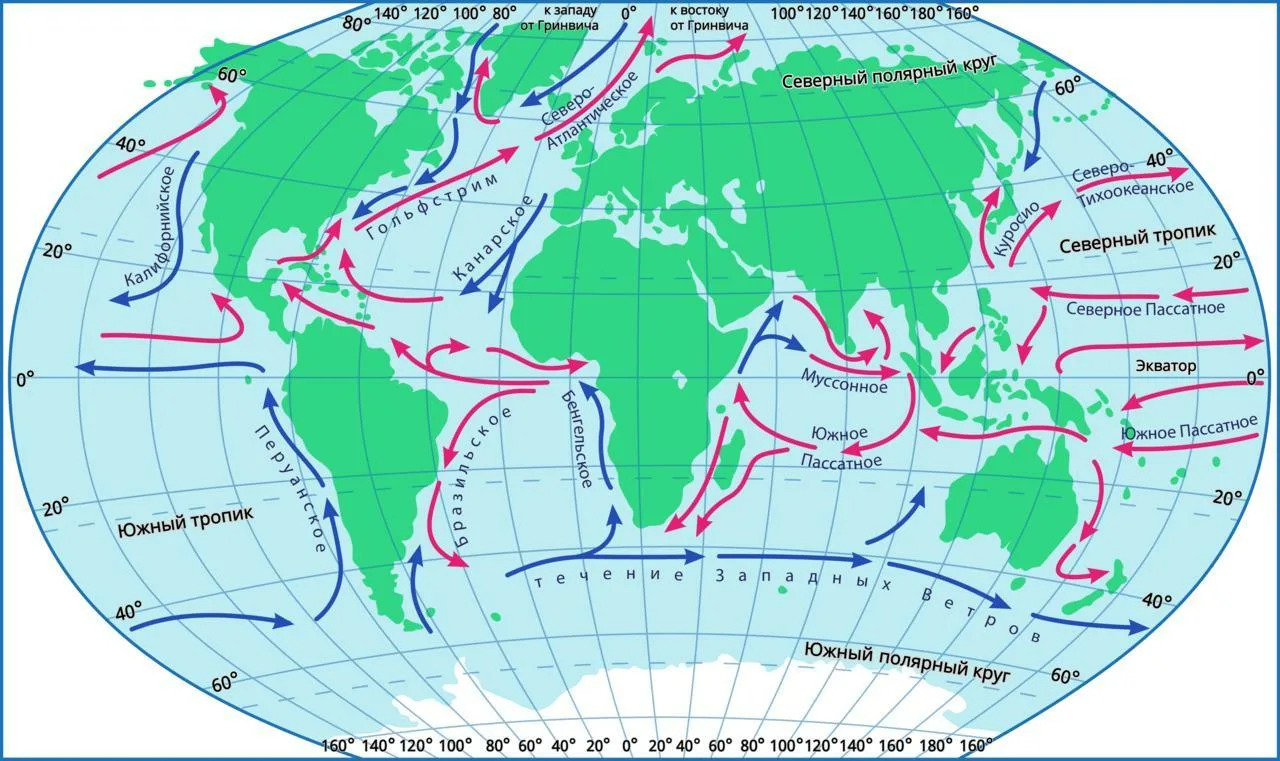 140° 120° 100° 80° к западу 0° к востоку 100° 120° 140° 160° 180° 160°
от Гринвича от Гринвича
80°
60°
Северный полярный круг
60°
Северо-
Атлантическое
40°
40°
Северо-
Тихоокеанское
Калифорнийское
Гольфстрим
Канарское
Куросио
Северный тропик
20°
20°
Северное Пассатное
Экватор
0°
0°
Муссонное
Перуанское
Бразильское
Бенгельское
Южное
Пассатное
Южное Пассатное
20°
20°
Южный тропик
течение Западных Ветров
40°
40°
Южный полярный круг
60°
60°
160° 140° 120° 100° 80° 60° 40° 20° 0° 20° 40° 60° 80° 100° 120° 140° 160° 180° 160°